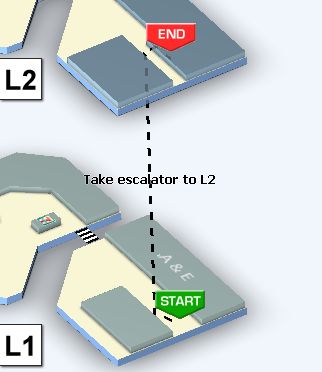 END
L2
Take escalator to L2
A & E
START
L1